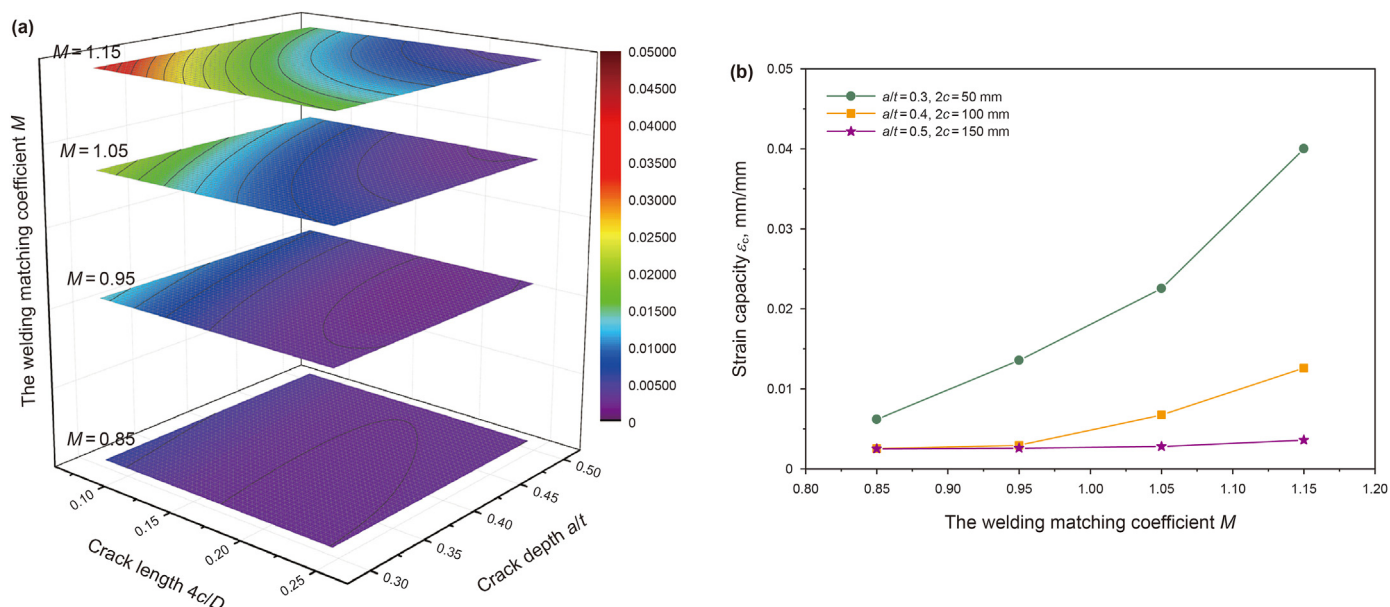 (a)
M = 1.15
M = 1.05
M = 0.95
M = 0.85
The welding matching coefficient M
0.10
0.15
0.20
0.25
Crack length 4c/D
0.30
0.35
0.40
0.45
0.50
Crack depth a/t
0.05000
0.04500
0.04000
0.03500
0.03000
0.02500
0.02000
0.01500
0.01000
0.00500
0
(b)
a/t = 0.3, 2c = 50 mm
a/t = 0.4, 2c = 100 mm
a/t = 0.5, 2c = 150 mm
Strain capacity εc, mm/mm
0.05
0.04
0.03
0.02
0.01
0
0.80 0.85 0.90 0.95 1.00 1.05 1.10 1.15 1.20
The welding matching coefficient M